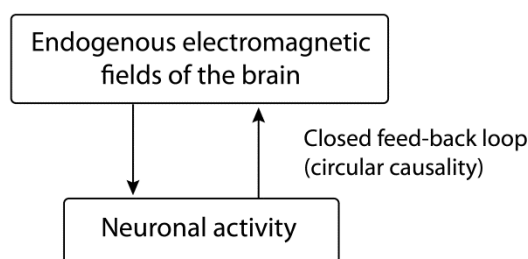 Endogenous electromagnetic
fields of the brain
Closed feed-back loop
(circular causality)
Neuronal activity